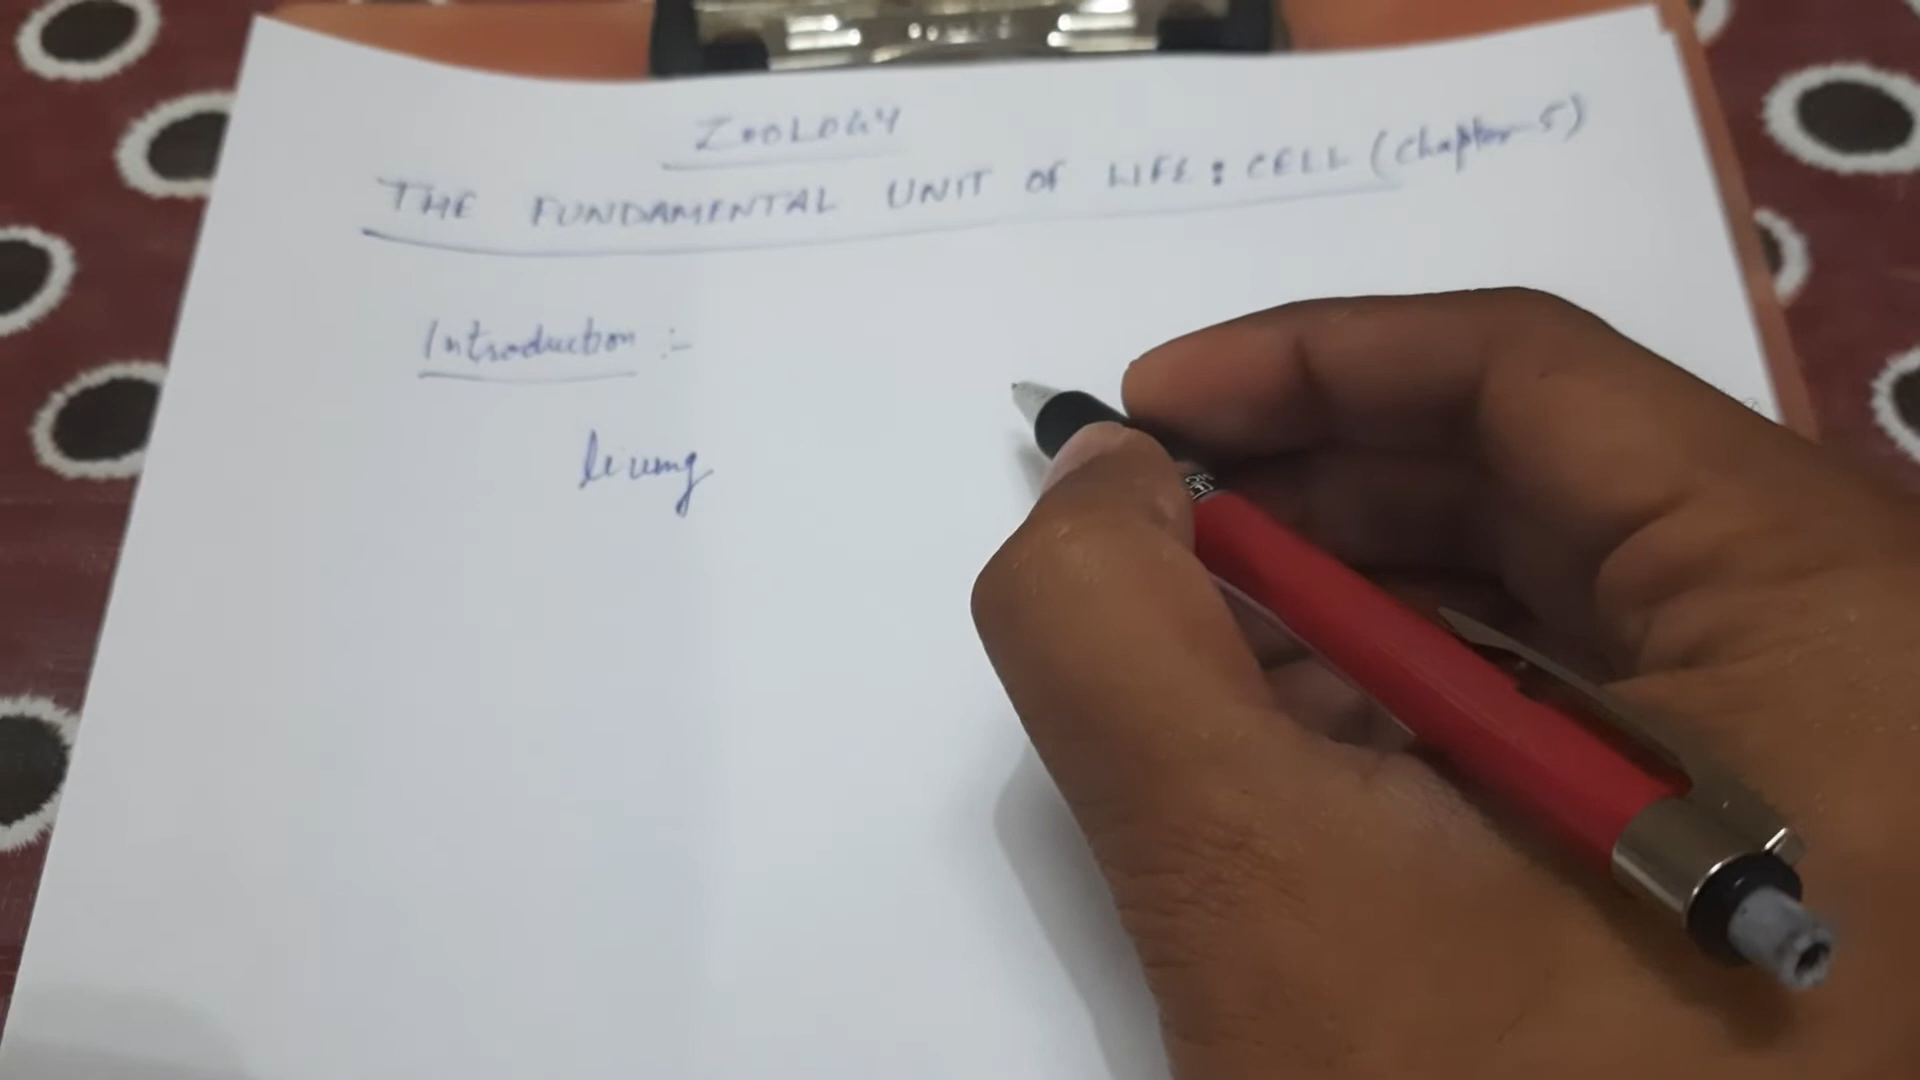 ZOOLOGY
THE FUNDAMENTAL UNIT OF LIFE : CELL (Chapter-5)
Introduction :-
living